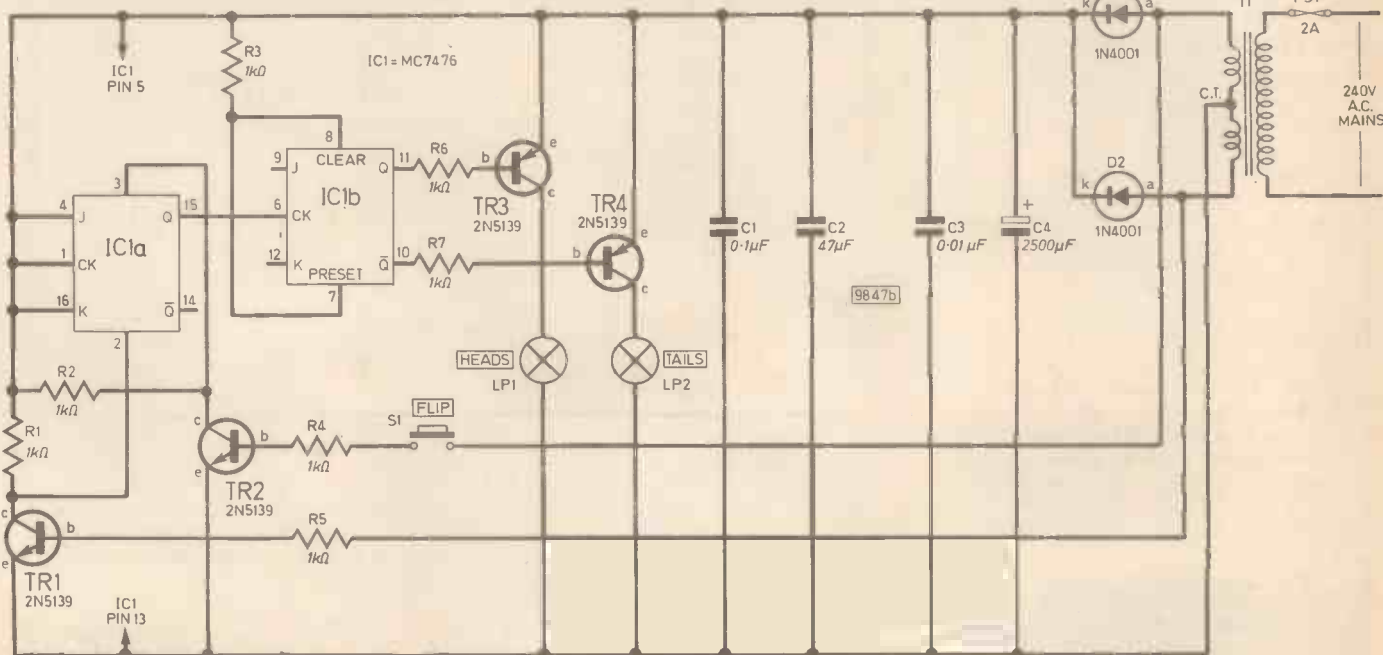 IC1
PIN 5
R3
1kΩ
IC1 = MC7476
k
a
1N4001
2A
C.T.
240V
A.C.
MAINS
D2
k
a
1N4001
3
4
J
Q
15
1
CK
IC1a
16
K
Q̅
14
2
8
9
J
CLEAR
Q
11
6
CK
IC1b
12
K
PRESET
Q̅
10
7
R6
1kΩ
R7
1kΩ
b
e
c
TR3
2N5139
TR4
2N5139
b
e
c
C1
0·1µF
C2
47µF
C3
0·01µF
+
C4
2500µF
9847b
HEADS
LP1
TAILS
LP2
R2
1kΩ
R1
1kΩ
c
b
e
TR2
2N5139
R4
1kΩ
S1
FLIP
R5
1kΩ
c
b
e
TR1
2N5139
IC1
PIN 13